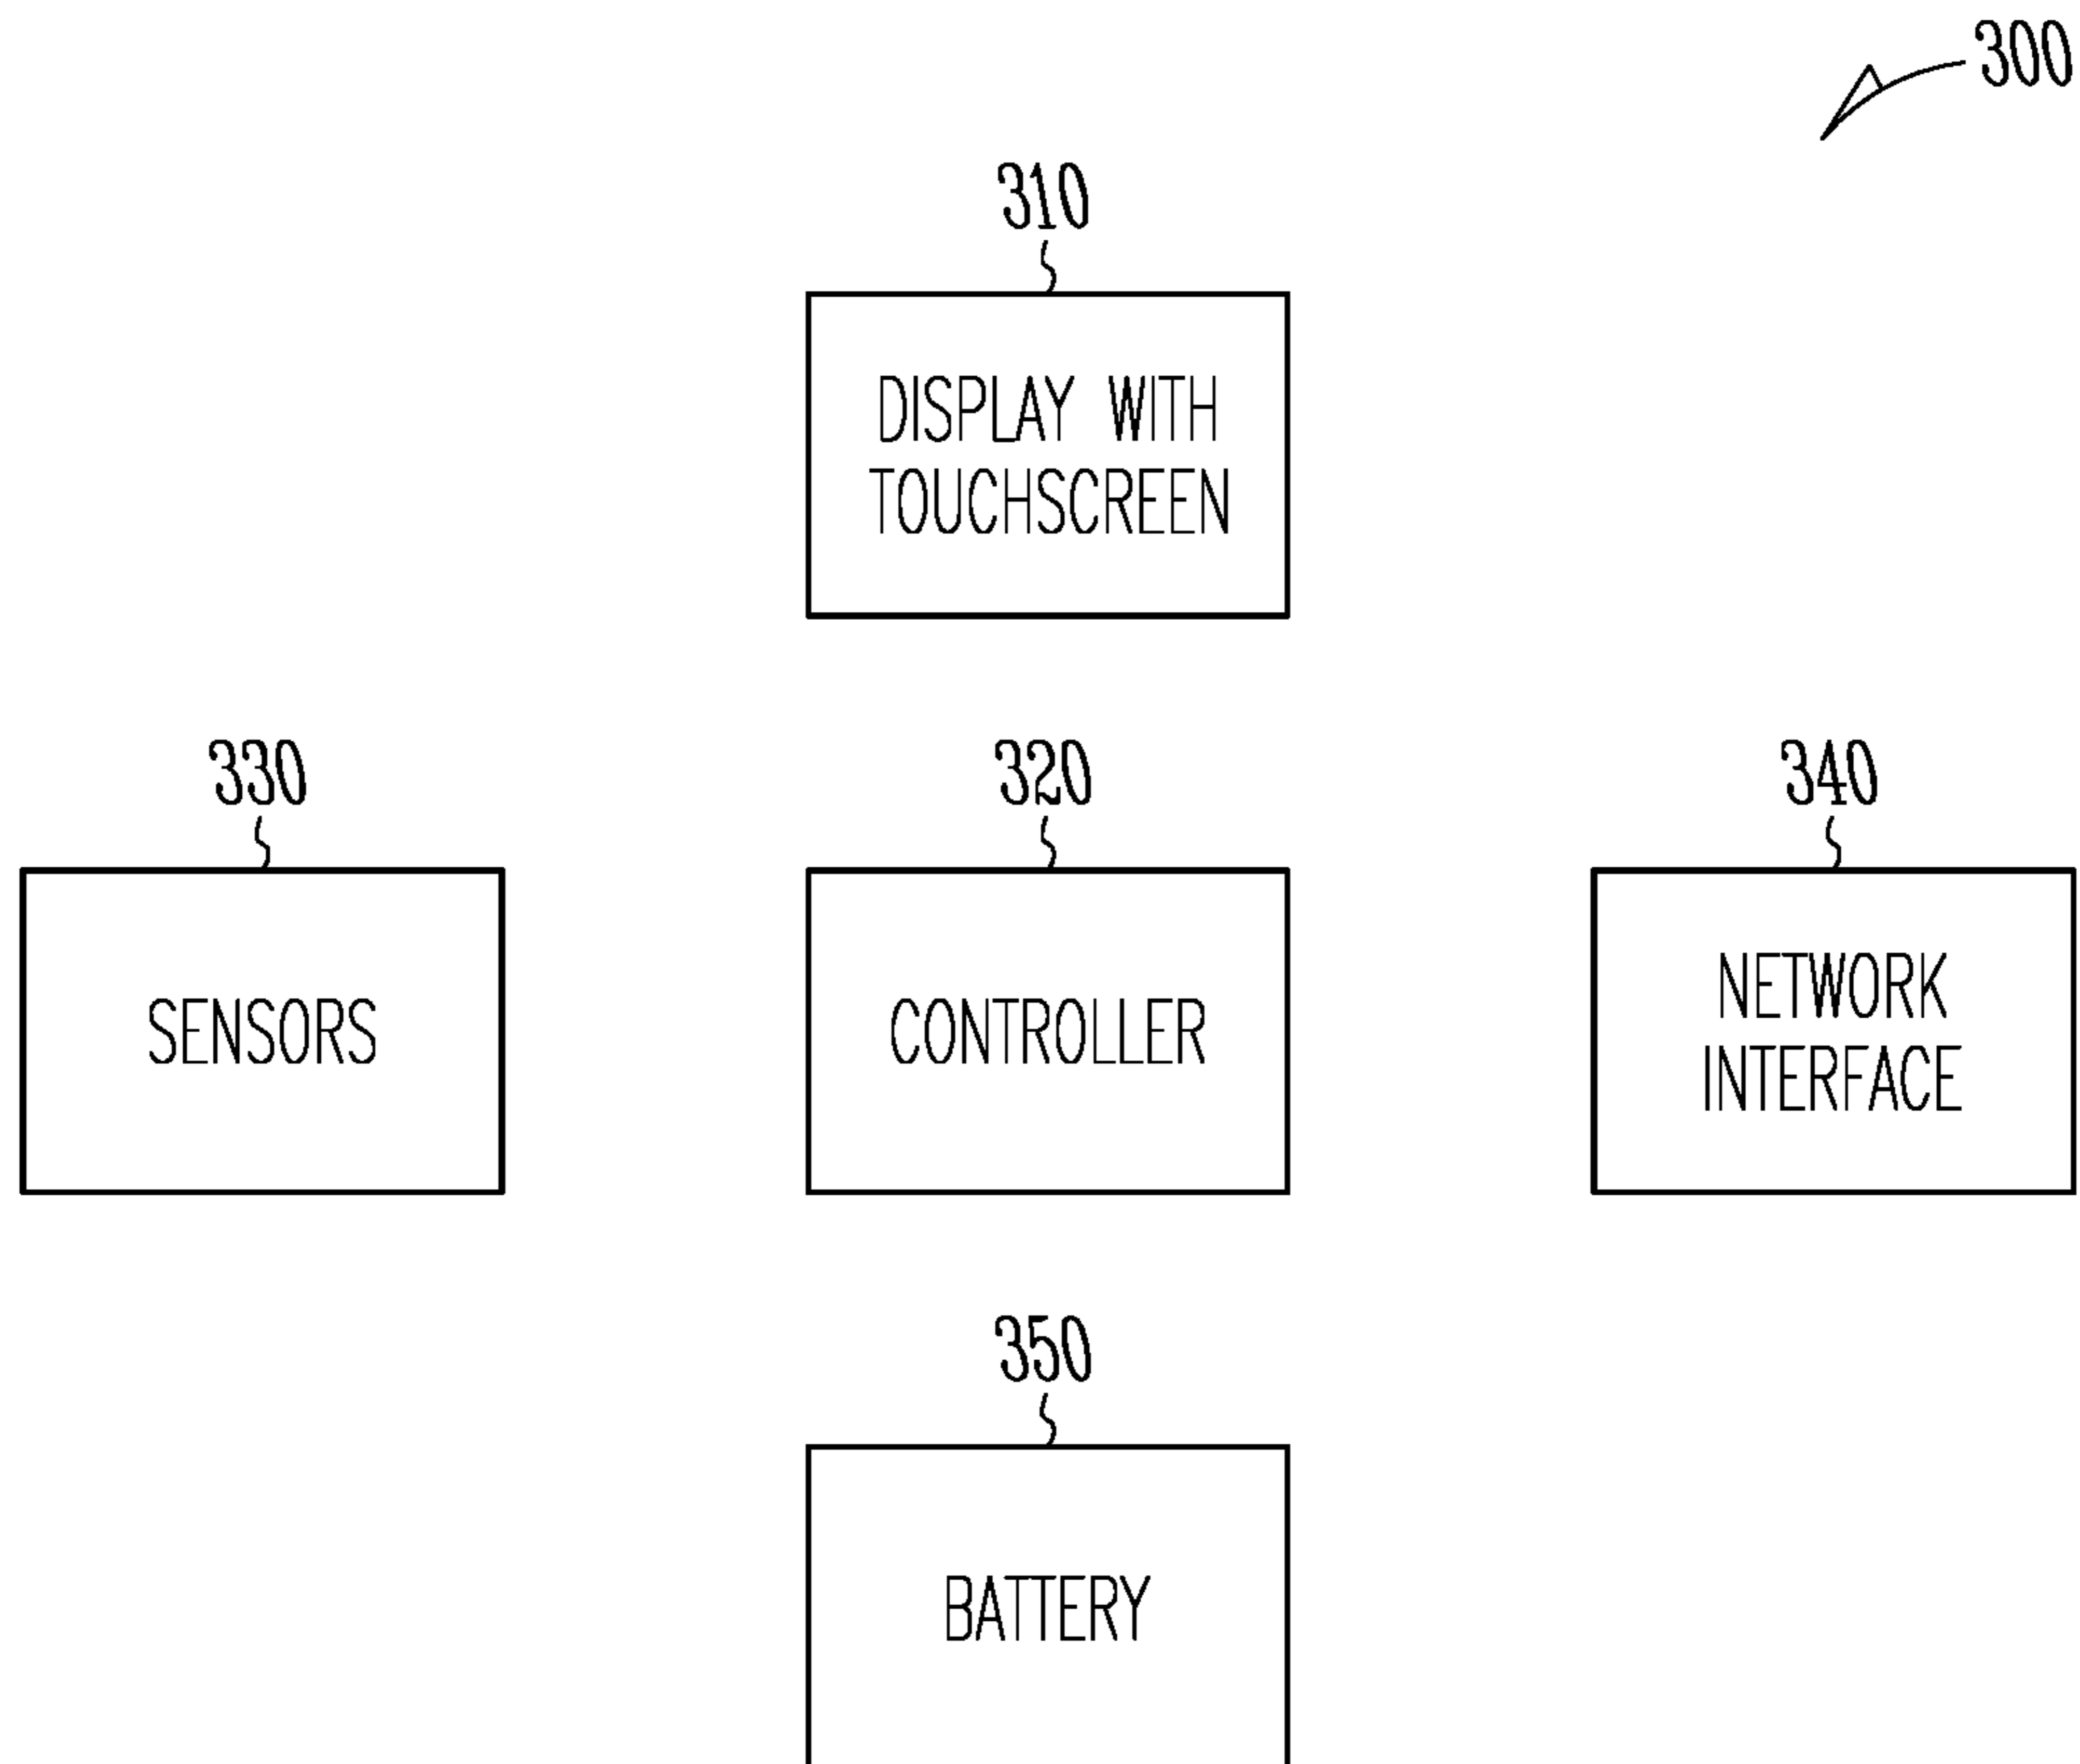 300
310
DISPLAY WITH
TOUCHSCREEN
330
320
340
SENSORS
CONTROLLER
NETWORK
INTERFACE
350
BATTERY